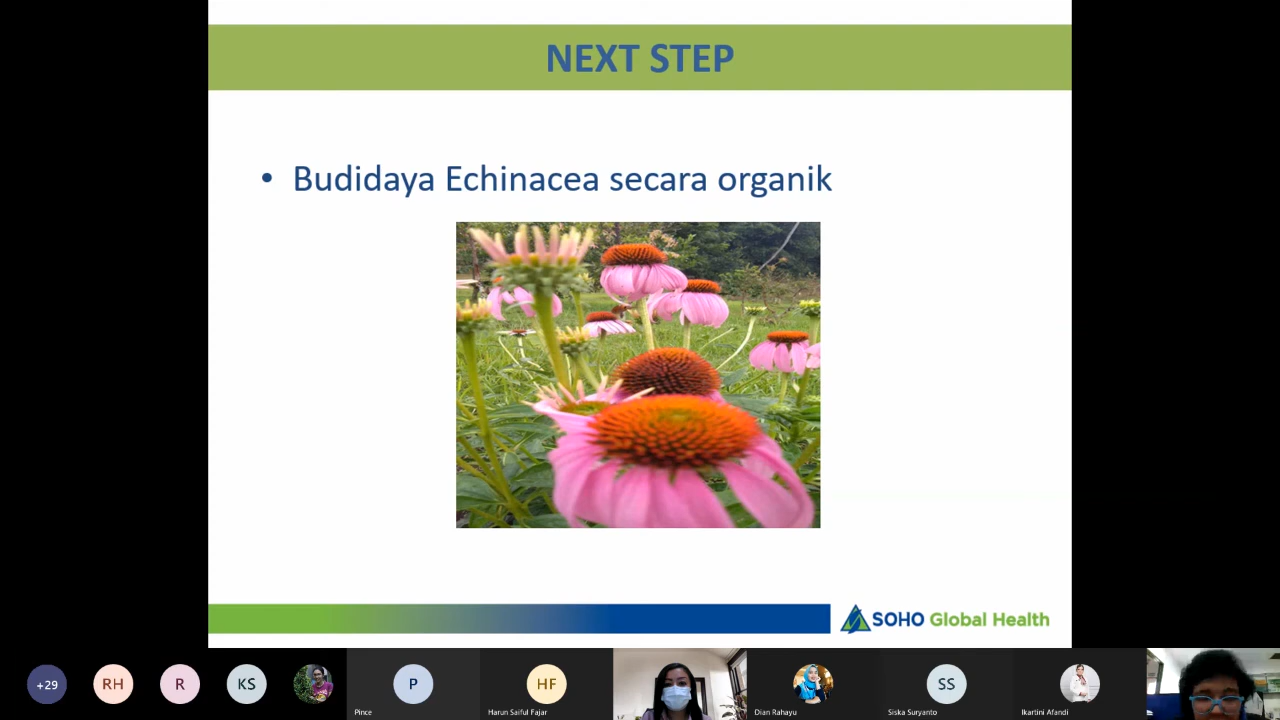 NEXT STEP
• Budidaya Echinacea secara organik
SOHO Global Health
+29
RH
R
KS
P
Pince
HF
Harun Saiful Fajar
Dian Rahayu
SS
Siska Suryanto
Ikartini Afandi